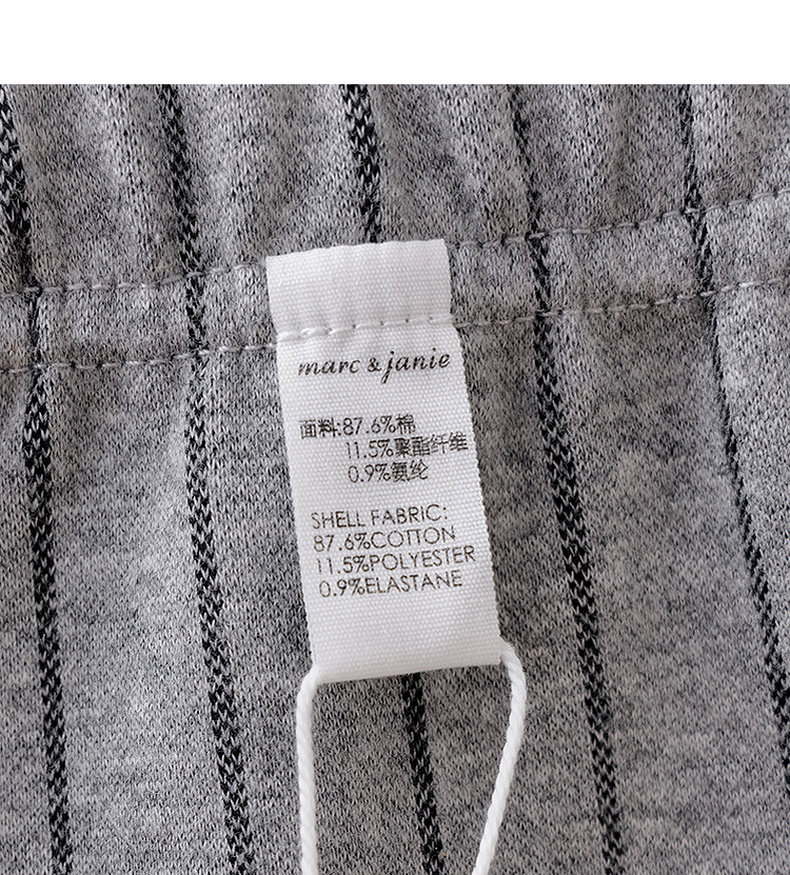 marc & janie
面料:87.6%棉
11.5%聚酯纤维
0.9%氨纶
SHELL FABRIC:
87.6%COTTON
11.5%POLYESTER
0.9%ELASTANE